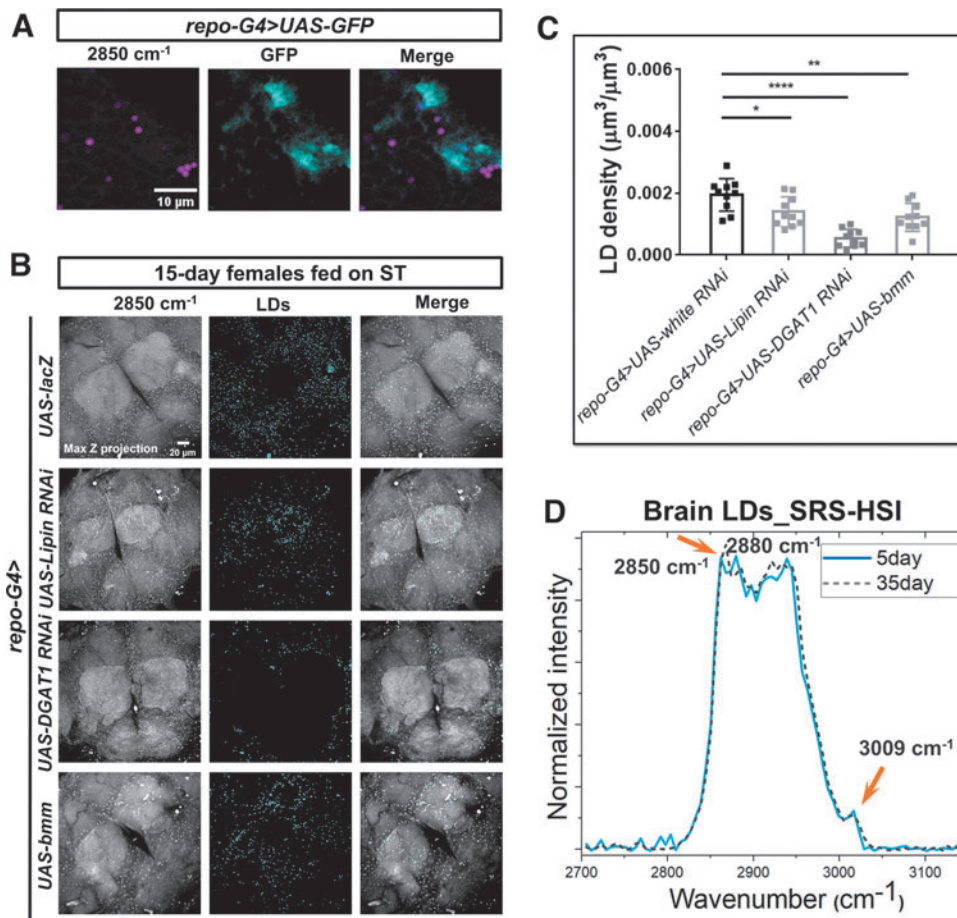 A
repo-G4>UAS-GFP
2850 cm⁻¹ GFP Merge
10 µm
B
15-day females fed on ST
2850 cm⁻¹ LDs Merge
repo-G4>
UAS-lacZ
Max Z projection
20 µm
UAS-Lipin RNAi
UAS-DGAT1 RNAi
UAS-bmm
C
LD density (µm³/µm³)
0.006
0.004
0.002
0.000
**
****
*
repo-G4>UAS-white RNAi
repo-G4>UAS-Lipin RNAi
repo-G4>UAS-DGAT1 RNAi
repo-G4>UAS-bmm
D
Brain LDs_SRS-HSI
2850 cm⁻¹
2880 cm⁻¹
5day
35day
3009 cm⁻¹
Normalized intensity
2700 2800 2900 3000 3100
Wavenumber (cm⁻¹)